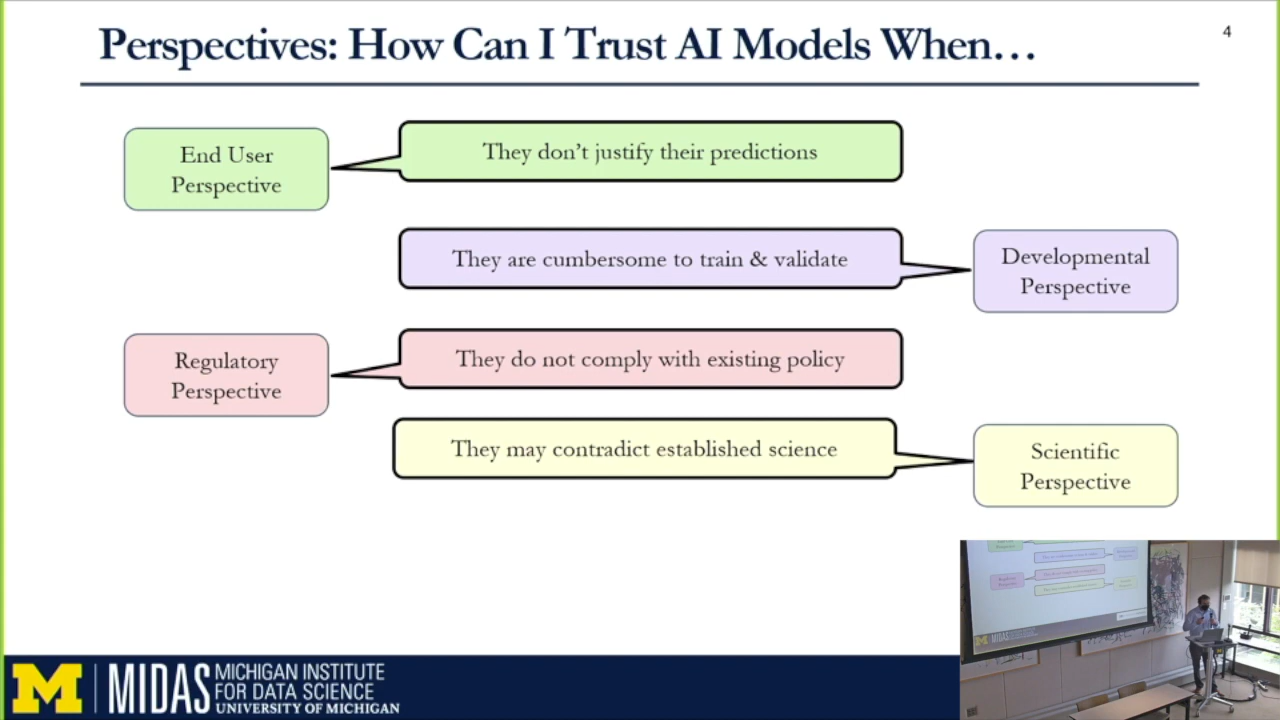 Perspectives: How Can I Trust AI Models When…
4
End User
Perspective
They don't justify their predictions
They are cumbersome to train & validate
Developmental
Perspective
Regulatory
Perspective
They do not comply with existing policy
They may contradict established science
Scientific
Perspective
M
MIDAS
MICHIGAN INSTITUTE
FOR DATA SCIENCE
UNIVERSITY OF MICHIGAN